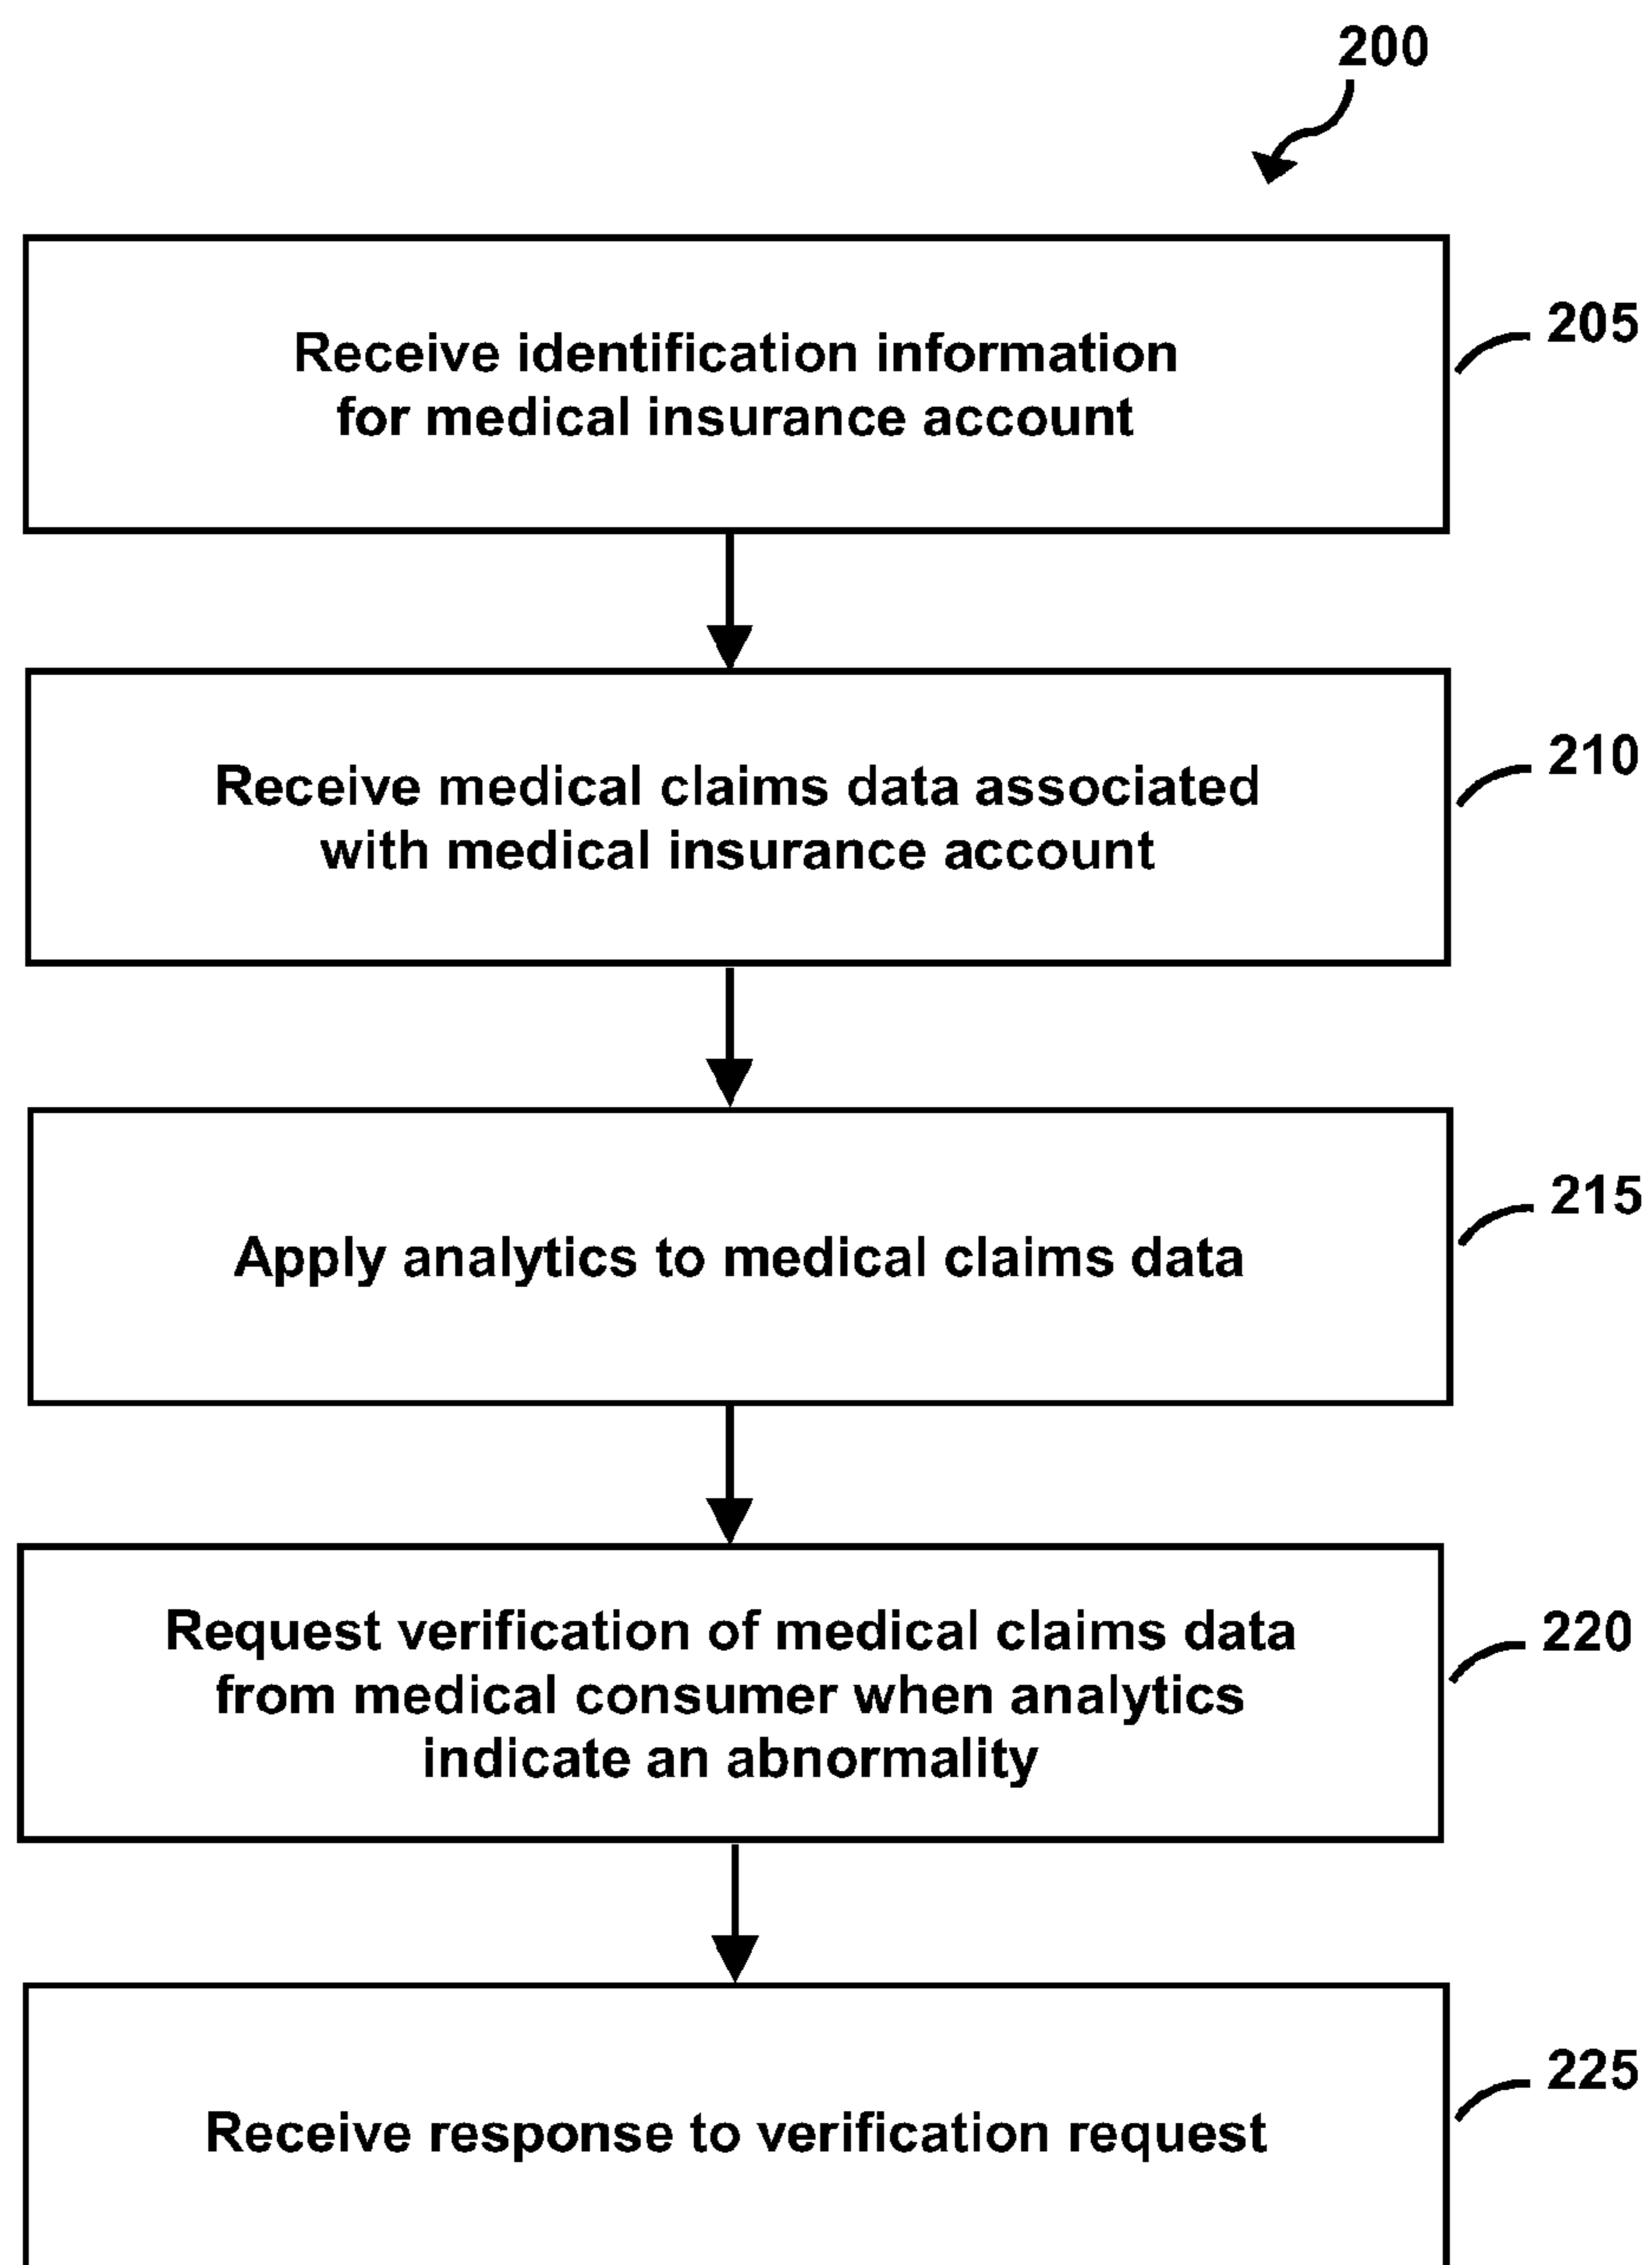 200
Receive identification information
for medical insurance account
205
Receive medical claims data associated
with medical insurance account
210
Apply analytics to medical claims data
215
Request verification of medical claims data
from medical consumer when analytics
indicate an abnormality
220
Receive response to verification request
225